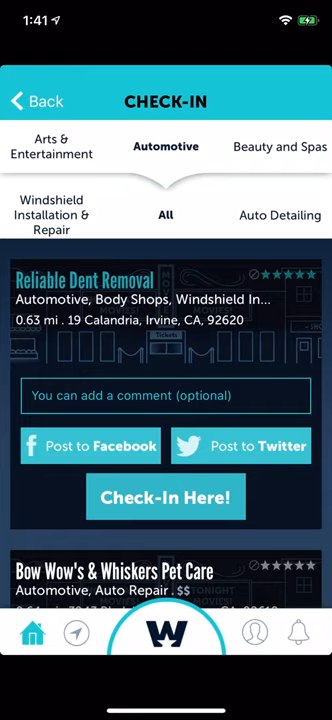 1:41
Back
CHECK-IN
Arts &
Entertainment
Automotive
Beauty and Spas
Windshield
Installation &
Repair
All
Auto Detailing
Reliable Dent Removal
Automotive, Body Shops, Windshield In...
0.63 mi . 19 Calandria, Irvine, CA, 92620
You can add a comment (optional)
Post to Facebook
Post to Twitter
Check-In Here!
Bow Wow's & Whiskers Pet Care
Automotive, Auto Repair . $$